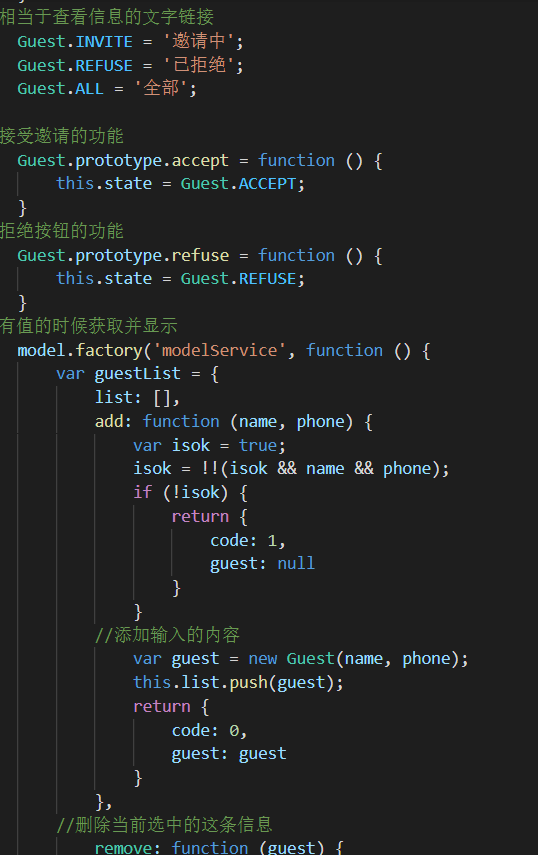 相当于查看信息的文字链接
Guest.INVITE = '邀请中';
Guest.REFUSE = '已拒绝';
Guest.ALL = '全部';
接受邀请的功能
Guest.prototype.accept = function () {
this.state = Guest.ACCEPT;
}
拒绝按钮的功能
Guest.prototype.refuse = function () {
this.state = Guest.REFUSE;
}
有值的时候获取并显示
model.factory('modelService', function () {
var guestList = {
list: [],
add: function (name, phone) {
var isok = true;
isok = !!(isok && name && phone);
if (!isok) {
return {
code: 1,
guest: null
}
}
//添加输入的内容
var guest = new Guest(name, phone);
this.list.push(guest);
return {
code: 0,
guest: guest
}
},
//删除当前选中的这条信息
remove: function (guest) {